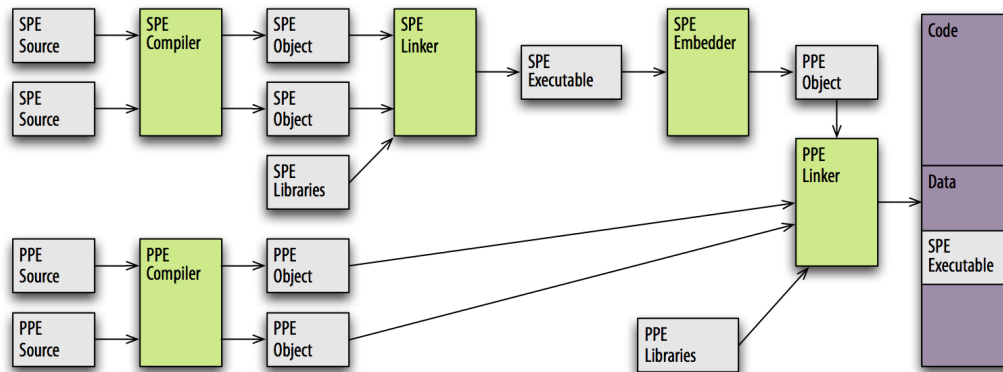 SPE
Source
SPE
Compiler
SPE
Object
SPE
Linker
SPE
Source
SPE
Object
SPE
Libraries
SPE
Executable
SPE
Embedder
PPE
Object
PPE
Linker
Code
Data
SPE
Executable
PPE
Source
PPE
Compiler
PPE
Object
PPE
Source
PPE
Object
PPE
Libraries